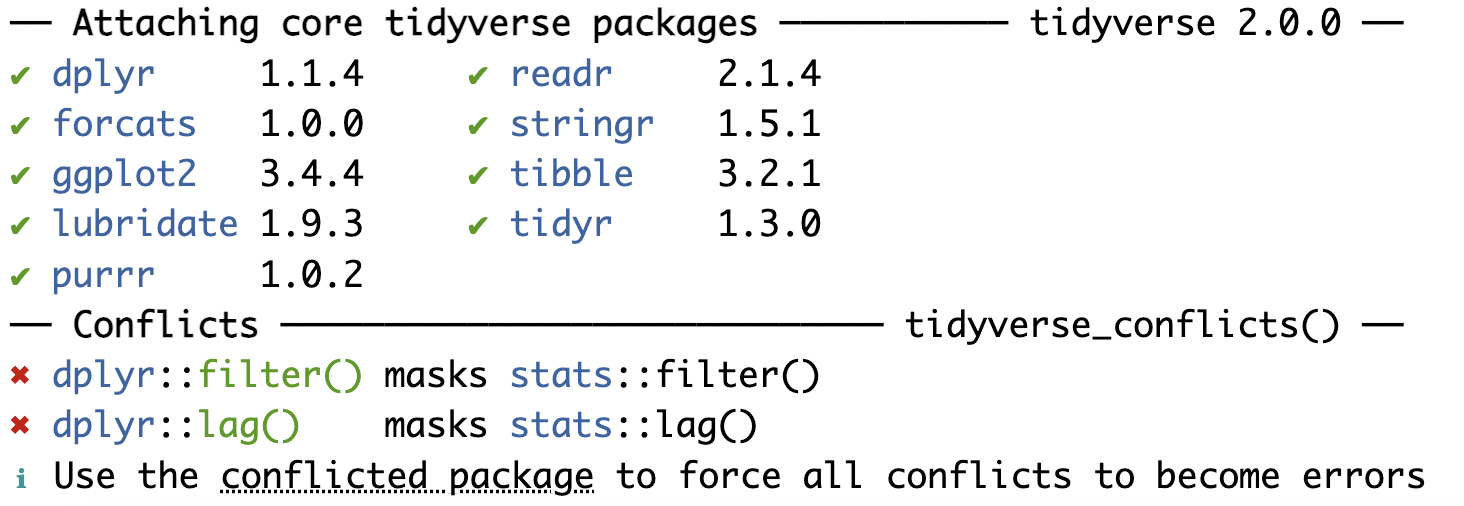 ── Attaching core tidyverse packages ─────────── tidyverse 2.0.0 ──
✔ dplyr     1.1.4     ✔ readr     2.1.4
✔ forcats   1.0.0     ✔ stringr   1.5.1
✔ ggplot2   3.4.4     ✔ tibble    3.2.1
✔ lubridate 1.9.3     ✔ tidyr     1.3.0
✔ purrr     1.0.2
── Conflicts ───────────────────────────── tidyverse_conflicts() ──
✖ dplyr::filter() masks stats::filter()
✖ dplyr::lag()    masks stats::lag()
ℹ Use the conflicted package to force all conflicts to become errors